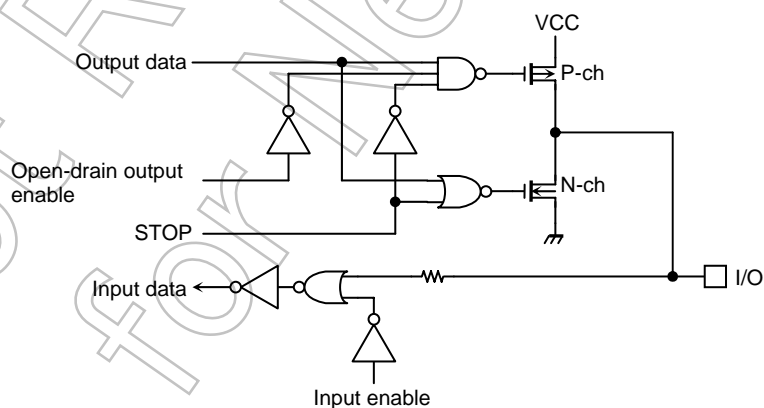 VCC
Output data
P-ch
Open-drain output
enable
N-ch
STOP
Input data
I/O
Input enable